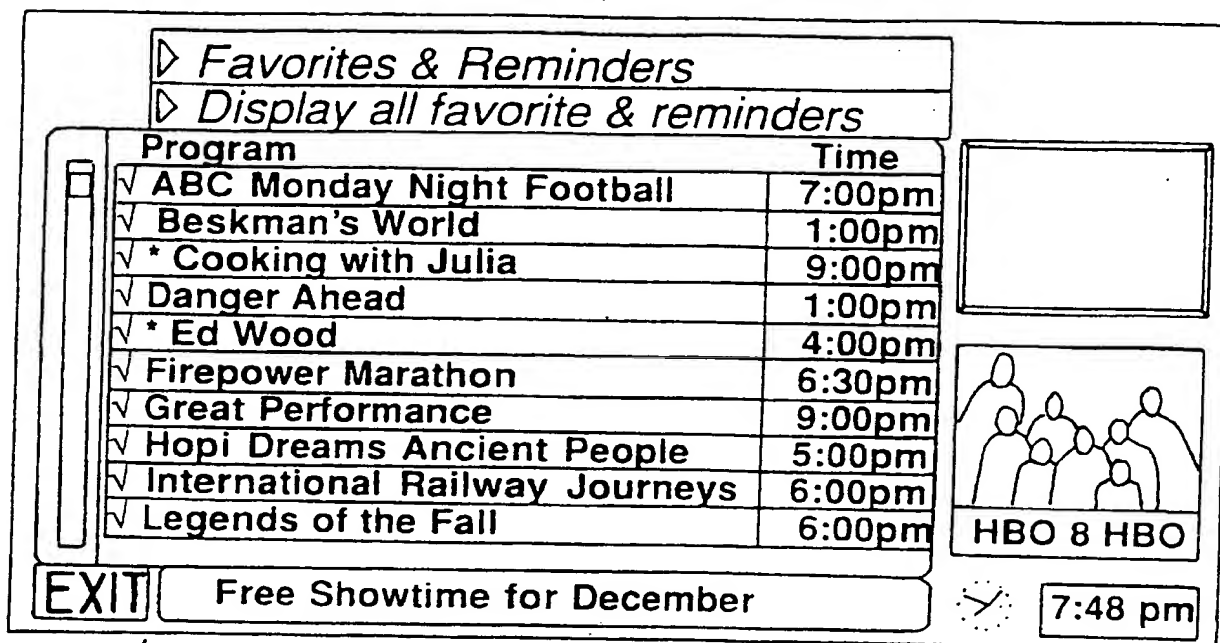 ▷ Favorites & Reminders
▷ Display all favorite & reminders
Program Time
√ ABC Monday Night Football 7:00pm
√ Beskman's World 1:00pm
√ * Cooking with Julia 9:00pm
√ Danger Ahead 1:00pm
√ * Ed Wood 4:00pm
√ Firepower Marathon 6:30pm
√ Great Performance 9:00pm
√ Hopi Dreams Ancient People 5:00pm
√ International Railway Journeys 6:00pm
√ Legends of the Fall 6:00pm
HBO 8 HBO
EXIT Free Showtime for December 7:48 pm